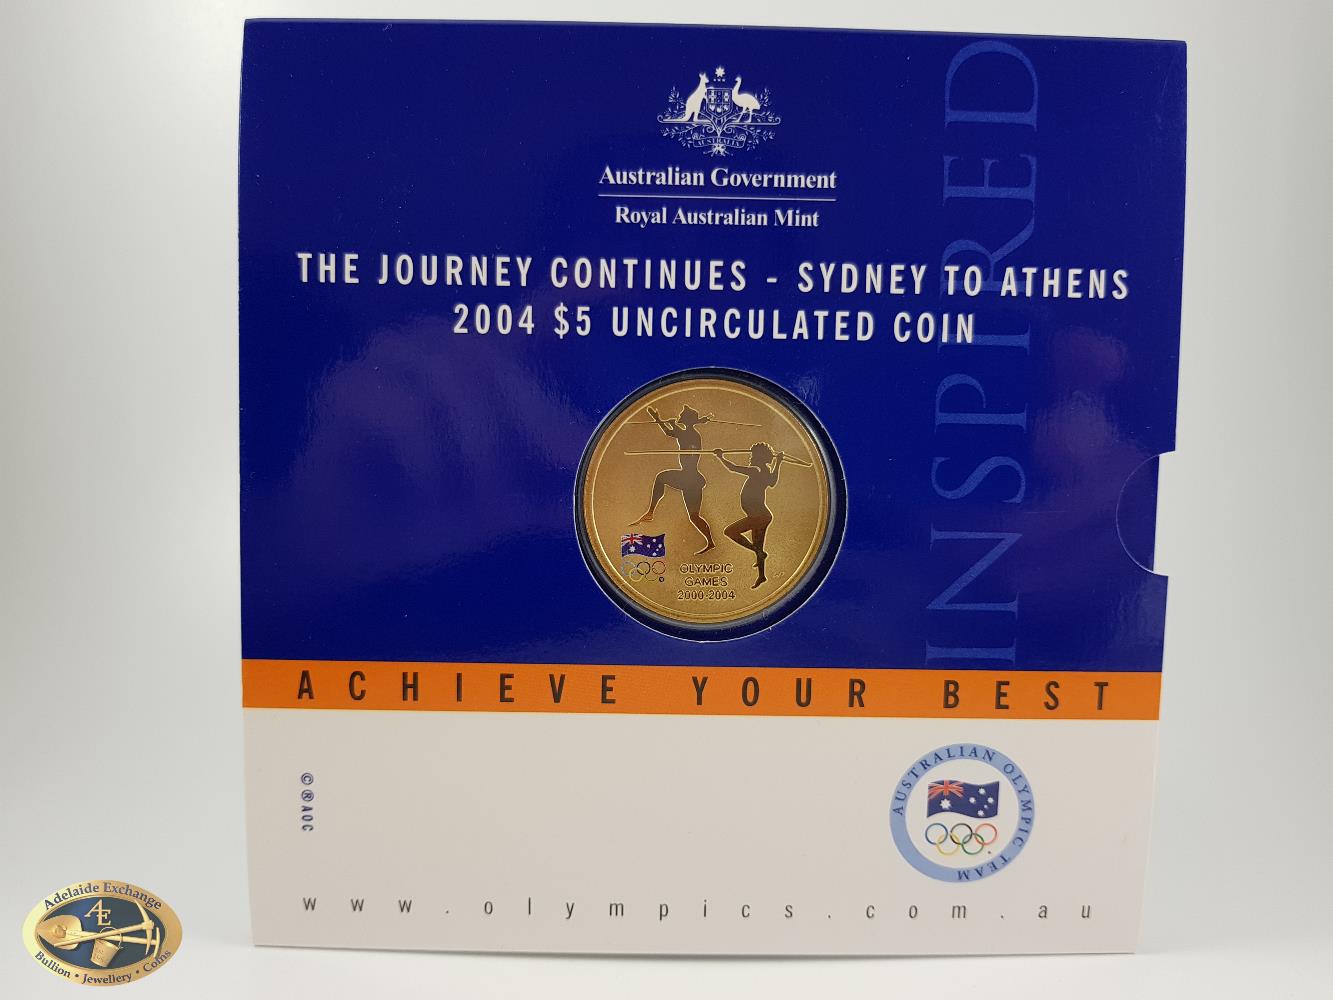 AUSTRALIA
Australian Government
Royal Australian Mint
THE JOURNEY CONTINUES - SYDNEY TO ATHENS
2004 $5 UNCIRCULATED COIN
INSPIRED
OLYMPIC
GAMES
2000-2004
ACHIEVE YOUR BEST
©®AOC
AUSTRALIAN OLYMPIC TEAM
www.olympics.com.au
Adelaide Exchange
AE
Bullion • Jewellery • Coins